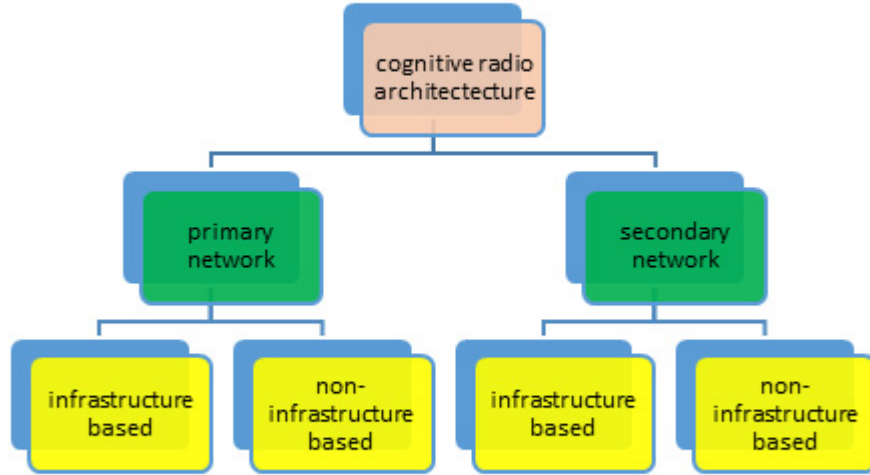 cognitive radio
architectecture
primary
network
secondary
network
infrastructure
based
non-
infrastructure
based
infrastructure
based
non-
infrastructure
based